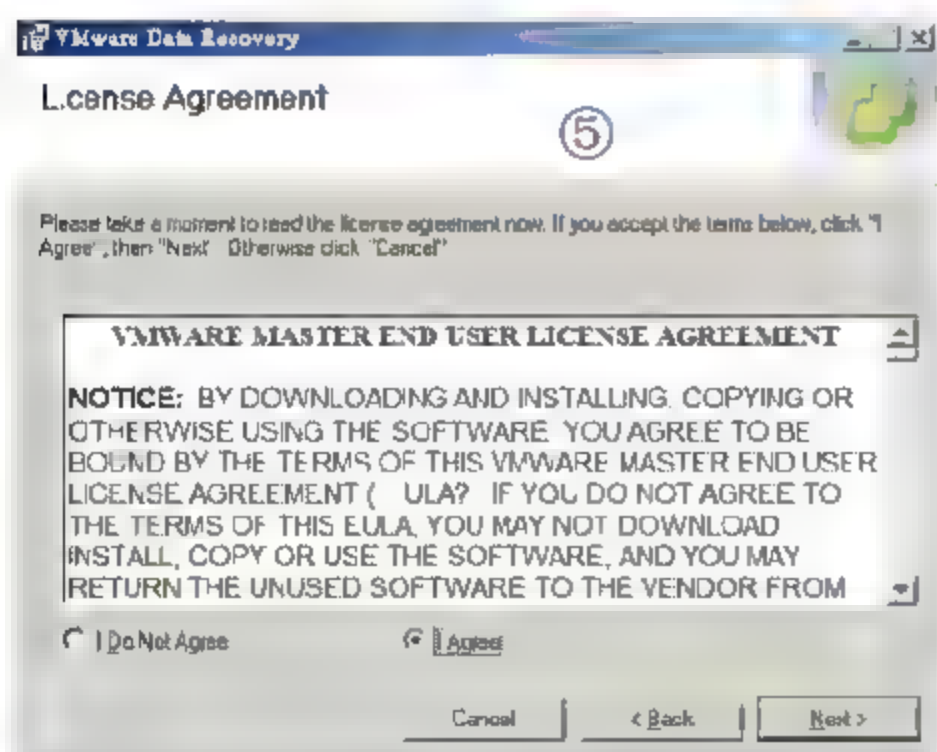 VMware Data Recovery
L.cense Agreement
⑤
Please take a moment to read the license agreement now. If you accept the terms below, click "I
Agree", then "Next" Otherwise click "Cancel"
VMWARE MASTER END USER LICENSE AGREEMENT
NOTICE: BY DOWNLOADING AND INSTALLING, COPYING OR
OTHERWISE USING THE SOFTWARE, YOU AGREE TO BE
BOUND BY THE TERMS OF THIS VMWARE MASTER END USER
LICENSE AGREEMENT ( ULA? IF YOU DO NOT AGREE TO
THE TERMS OF THIS EULA, YOU MAY NOT DOWNLOAD
INSTALL, COPY OR USE THE SOFTWARE, AND YOU MAY
RETURN THE UNUSED SOFTWARE TO THE VENDOR FROM
I Do Not Agree
I Agree
Cancel
< Back
Next >